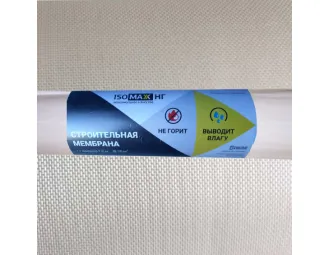 ISOMAX НГ
СТРОИТЕЛЬНАЯ
МЕМБРАНА
НЕ ГОРИТ
ВЫВОДИТ
ВЛАГУ